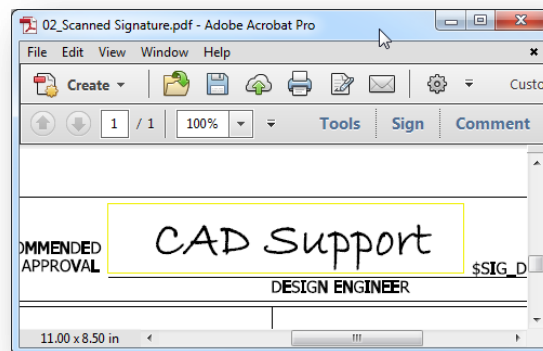 02_Scanned Signature.pdf - Adobe Acrobat Pro
File Edit View Window Help
Create
Custo
1 / 1 100% Tools Sign Comment
OMMENDED
APPROVAL
CAD Support
$SIG_D
DESIGN ENGINEER
11.00 x 8.50 in